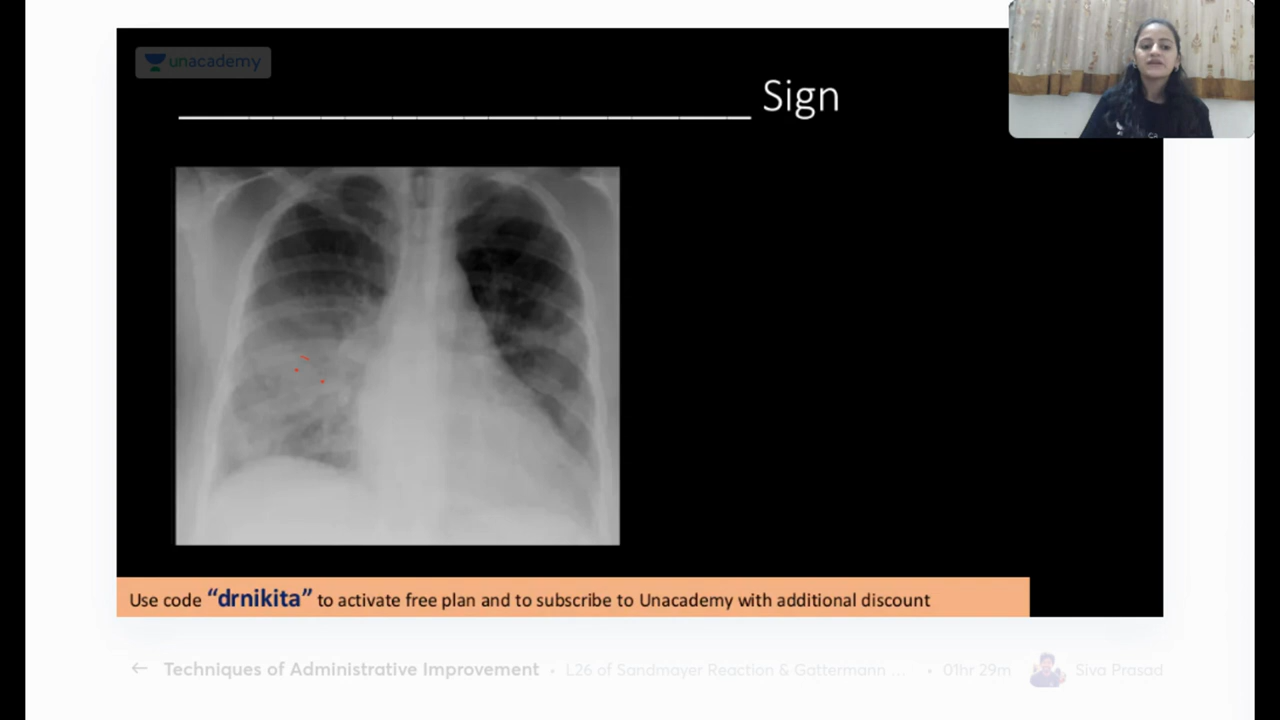 unacademy
Sign
Use code “drnikita” to activate free plan and to subscribe to Unacademy with additional discount
← Techniques of Administrative Improvement • L26 of Sandmayer Reaction & Gattermann ... • 01hr 29m Siva Prasad